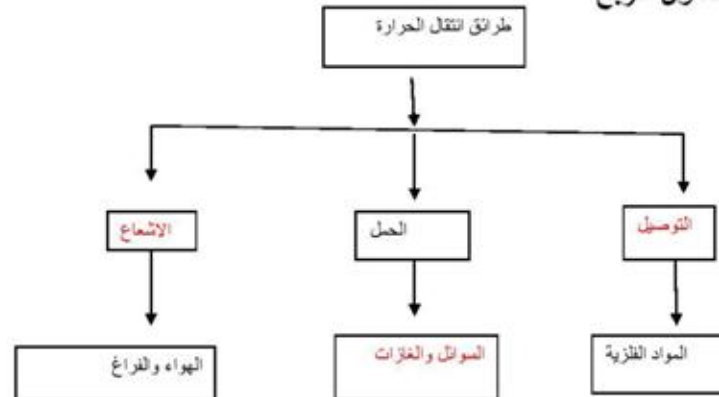 طرائق انتقال الحرارة
التوصيل
الحمل
الإشعاع
المواد الفلزية
السوائل والغازات
الهواء والفراغ